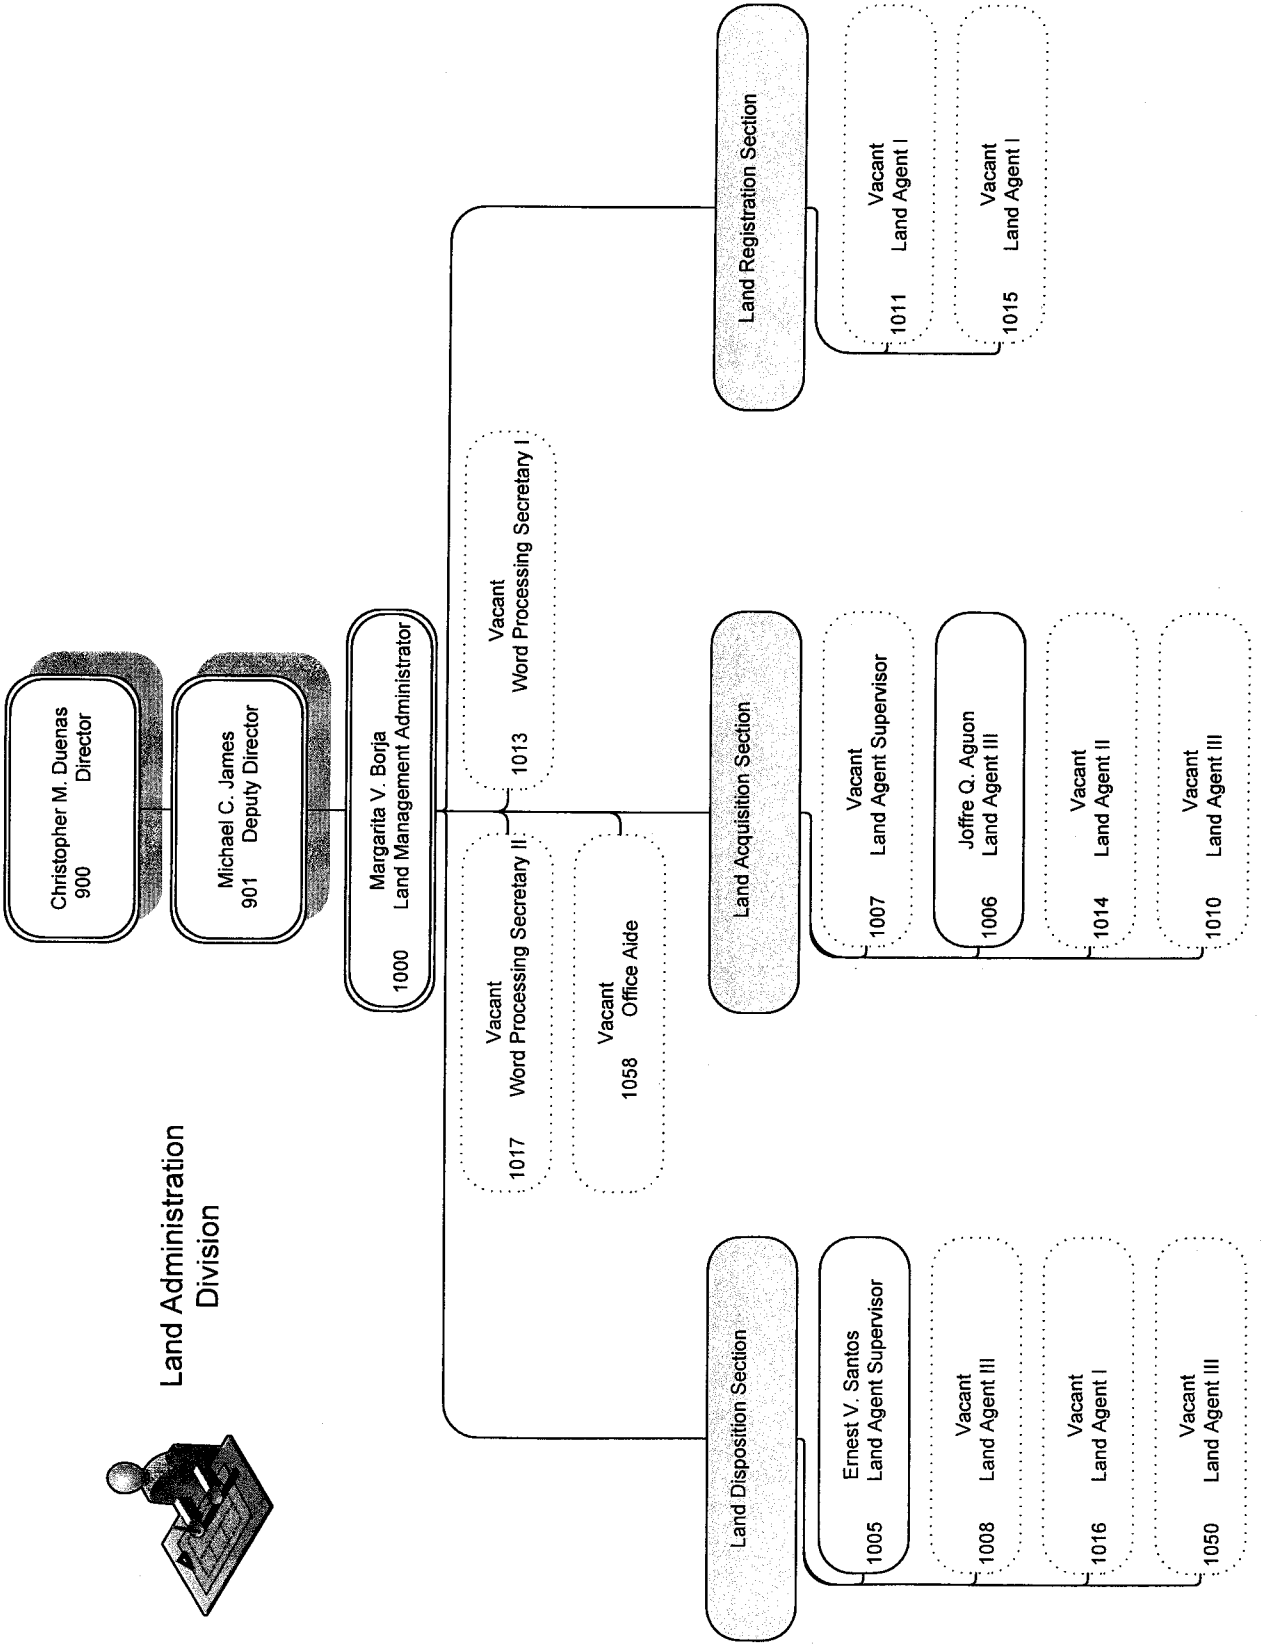 Land Administration
Division
Christopher M. Duenas
900 Director
Michael C. James
901 Deputy Director
Margarita V. Borja
1000 Land Management Administrator
Vacant
1017 Word Processing Secretary II
Vacant
1013 Word Processing Secretary I
Vacant
1058 Office Aide
Land Disposition Section
Ernest V. Santos
1005 Land Agent Supervisor
Vacant
1008 Land Agent III
Vacant
1016 Land Agent I
Vacant
1050 Land Agent III
Land Acquisition Section
Vacant
1007 Land Agent Supervisor
Joffre Q. Aguon
1006 Land Agent III
Vacant
1014 Land Agent II
Vacant
1010 Land Agent III
Land Registration Section
Vacant
1011 Land Agent I
Vacant
1015 Land Agent I